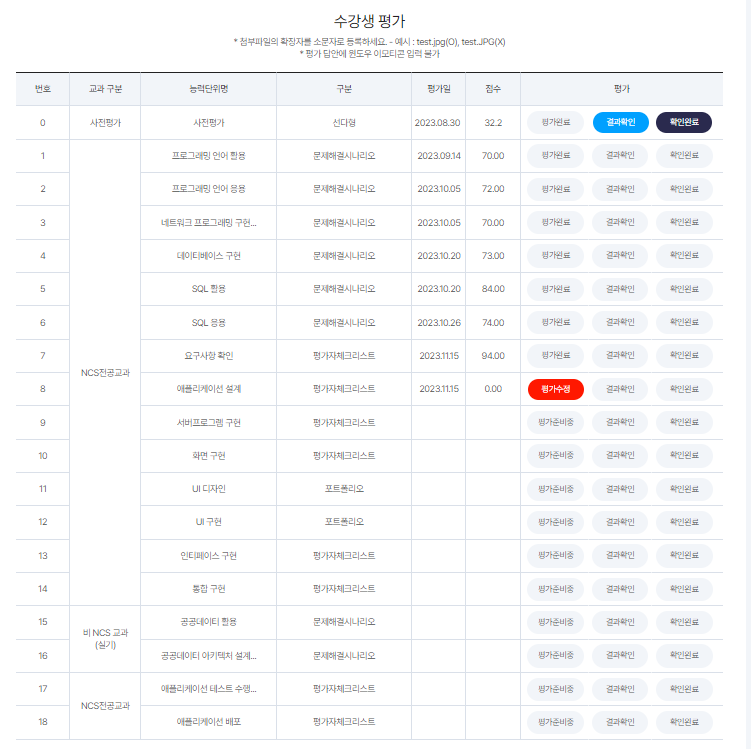 수강생 평가
* 첨부파일의 확장자를 소문자로 등록하세요. - 예시 : test.jpg(O), test.JPG(X)
* 평가 답안에 윈도우 이모티콘 입력 불가
번호 교과 구분 능력단위명 구분 평가일 점수 평가
0 사전평가 사전평가 선다형 2023.08.30 32.2 평가완료 결과확인 확인완료
1 프로그래밍 언어 활용 문제해결시나리오 2023.09.14 70.00 평가완료 결과확인 확인완료
2 프로그래밍 언어 응용 문제해결시나리오 2023.10.05 72.00 평가완료 결과확인 확인완료
3 네트워크 프로그래밍 구현... 문제해결시나리오 2023.10.05 70.00 평가완료 결과확인 확인완료
4 데이터베이스 구현 문제해결시나리오 2023.10.20 73.00 평가완료 결과확인 확인완료
5 SQL 활용 문제해결시나리오 2023.10.20 84.00 평가완료 결과확인 확인완료
6 SQL 응용 문제해결시나리오 2023.10.26 74.00 평가완료 결과확인 확인완료
7 요구사항 확인 평가자체크리스트 2023.11.15 94.00 평가완료 결과확인 확인완료
NCS전공교과
8 애플리케이션 설계 평가자체크리스트 2023.11.15 0.00 평가수정 결과확인 확인완료
9 서버프로그램 구현 평가자체크리스트 평가준비중 결과확인 확인완료
10 화면 구현 평가자체크리스트 평가준비중 결과확인 확인완료
11 UI 디자인 포트폴리오 평가준비중 결과확인 확인완료
12 UI 구현 포트폴리오 평가준비중 결과확인 확인완료
13 인터페이스 구현 평가자체크리스트 평가준비중 결과확인 확인완료
14 통합 구현 평가자체크리스트 평가준비중 결과확인 확인완료
15 공공데이터 활용 문제해결시나리오 평가준비중 결과확인 확인완료
비 NCS 교과
(실기)
16 공공데이터 아키텍처 설계... 문제해결시나리오 평가준비중 결과확인 확인완료
17 애플리케이션 테스트 수행... 평가자체크리스트 평가준비중 결과확인 확인완료
NCS전공교과
18 애플리케이션 배포 평가자체크리스트 평가준비중 결과확인 확인완료